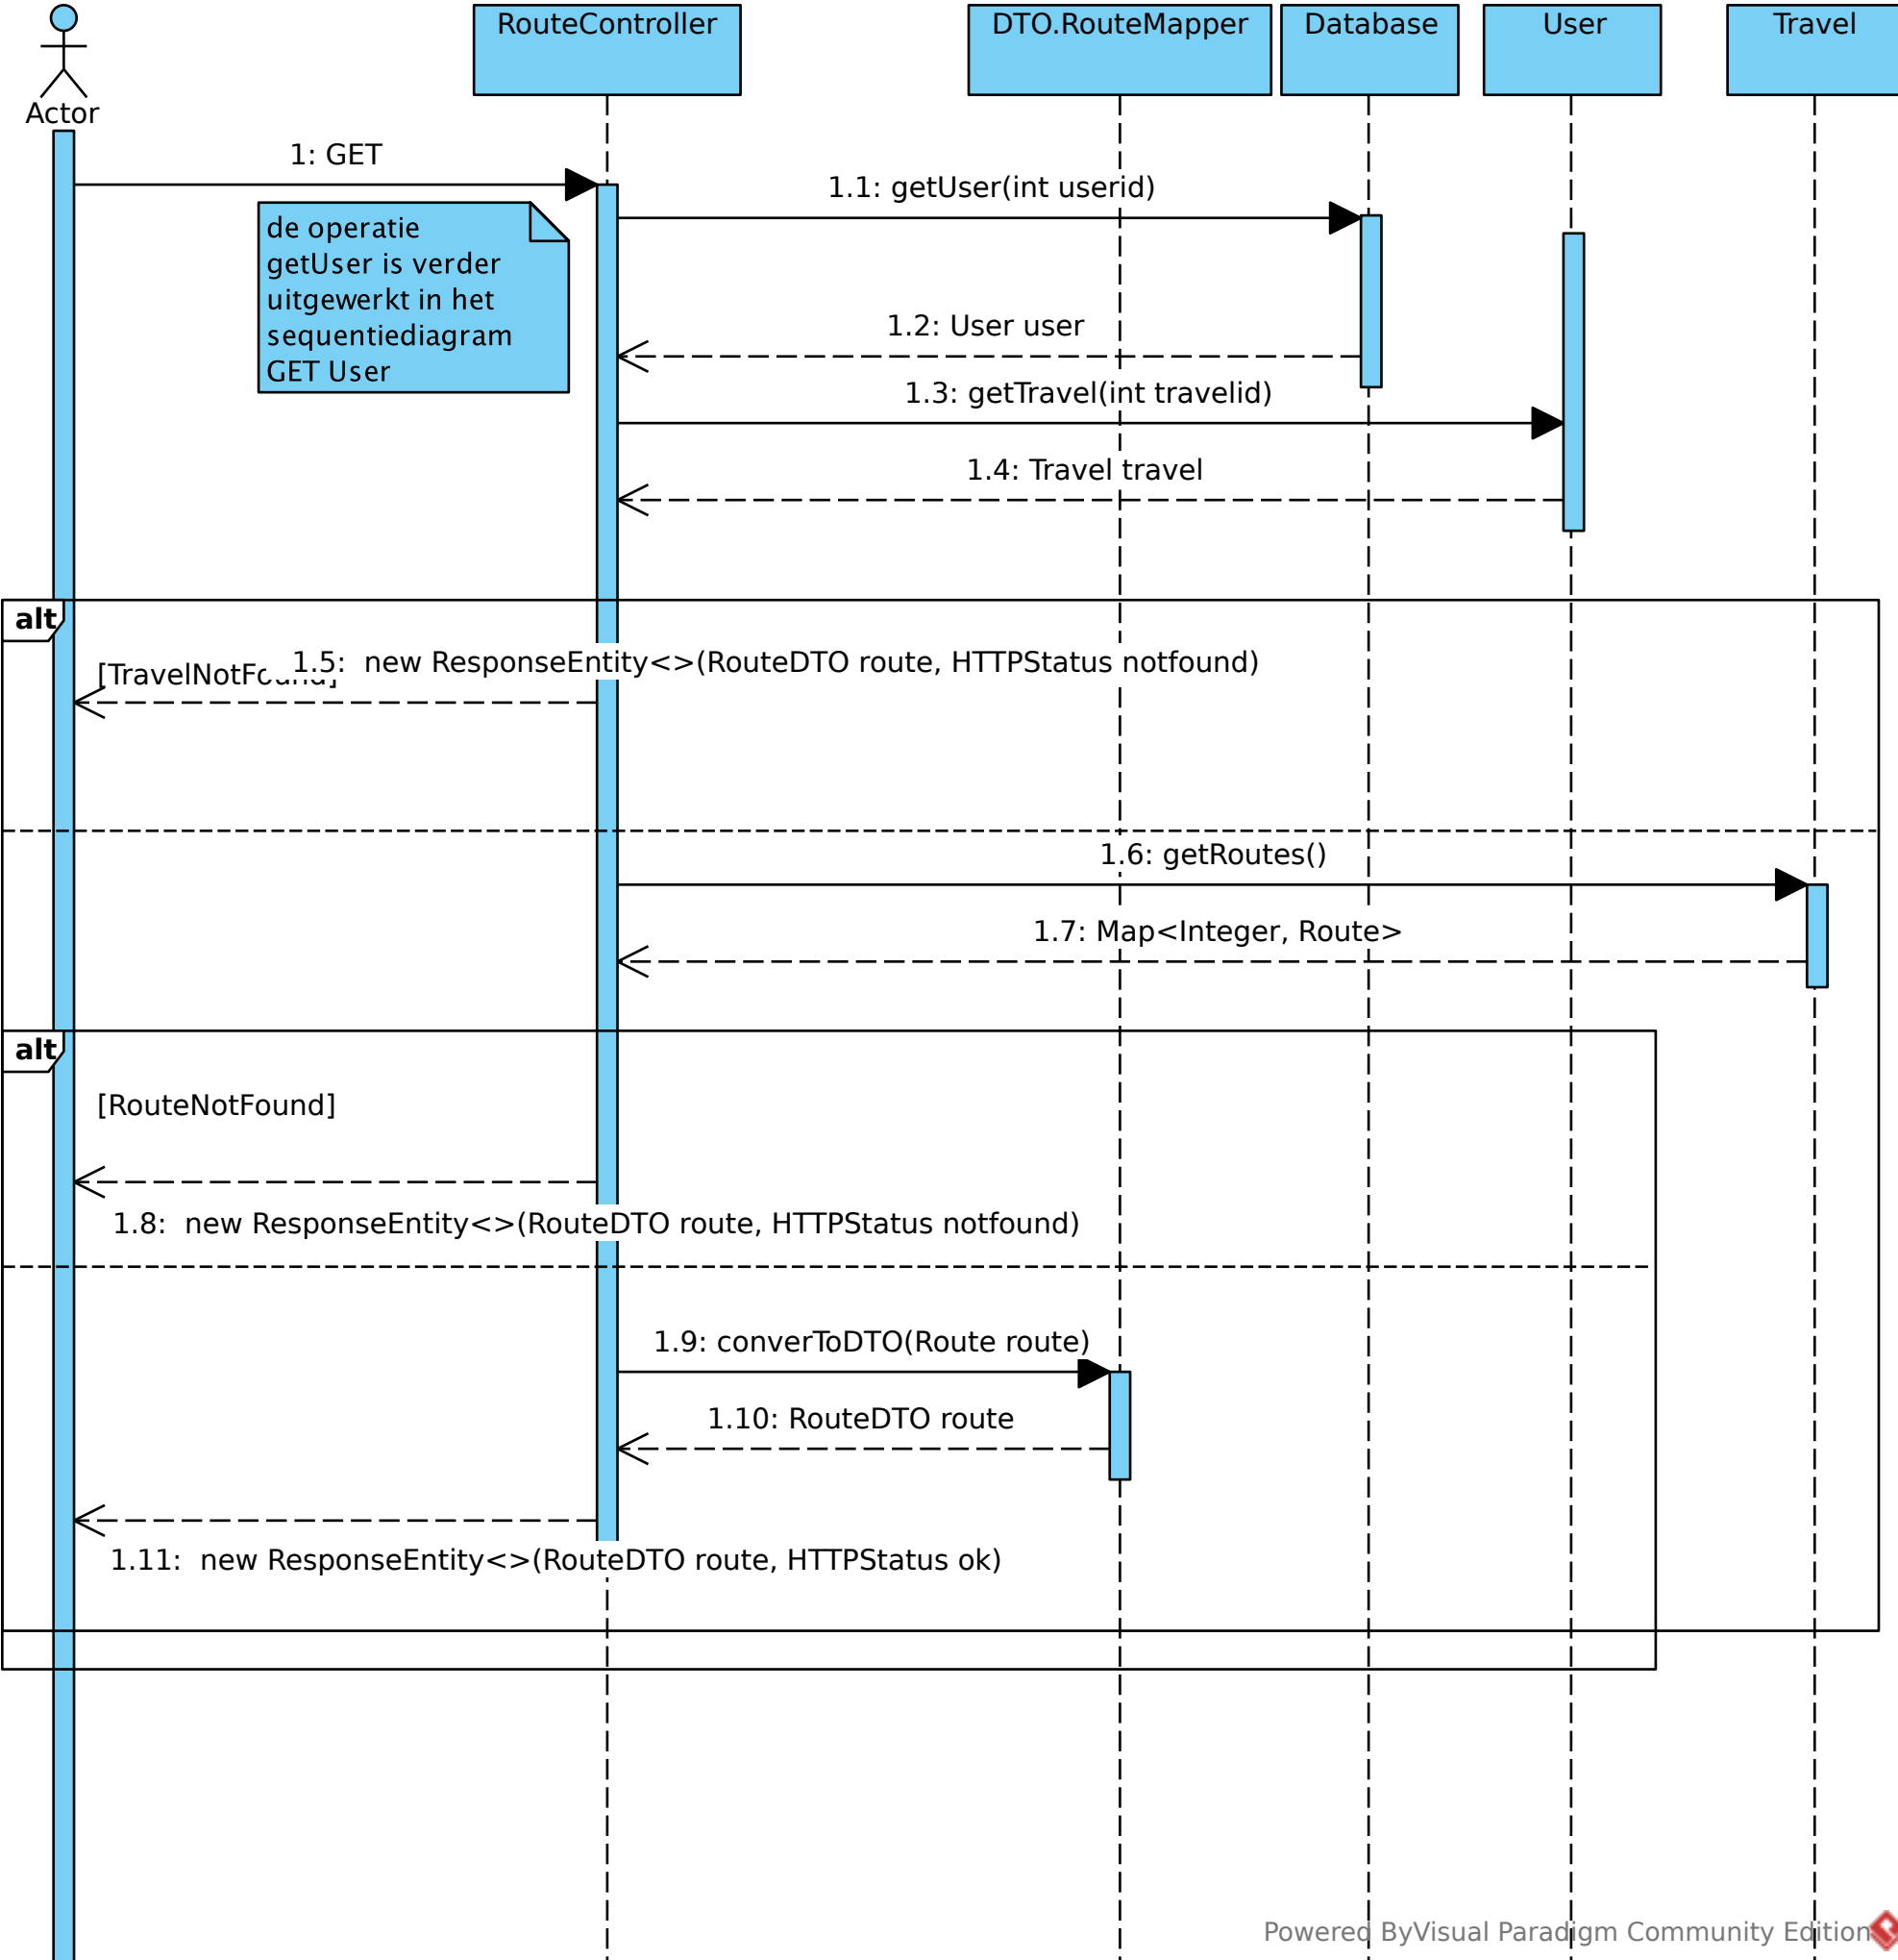 RouteController
DTO.RouteMapper
Database
User
Travel
Actor
1: GET
1.1: getUser(int userid)
de operatie
getUser is verder
uitgewerkt in het
sequentiediagram
GET User
1.2: User user
1.3: getTravel(int travelid)
1.4: Travel travel
alt
1.5: new ResponseEntity<>(RouteDTO route, HTTPStatus notfound)
[TravelNotFound]
1.6: getRoutes()
1.7: Map<Integer, Route>
alt
[RouteNotFound]
1.8: new ResponseEntity<>(RouteDTO route, HTTPStatus notfound)
1.9: converToDTO(Route route)
1.10: RouteDTO route
1.11: new ResponseEntity<>(RouteDTO route, HTTPStatus ok)
Powered ByVisual Paradigm Community Edition